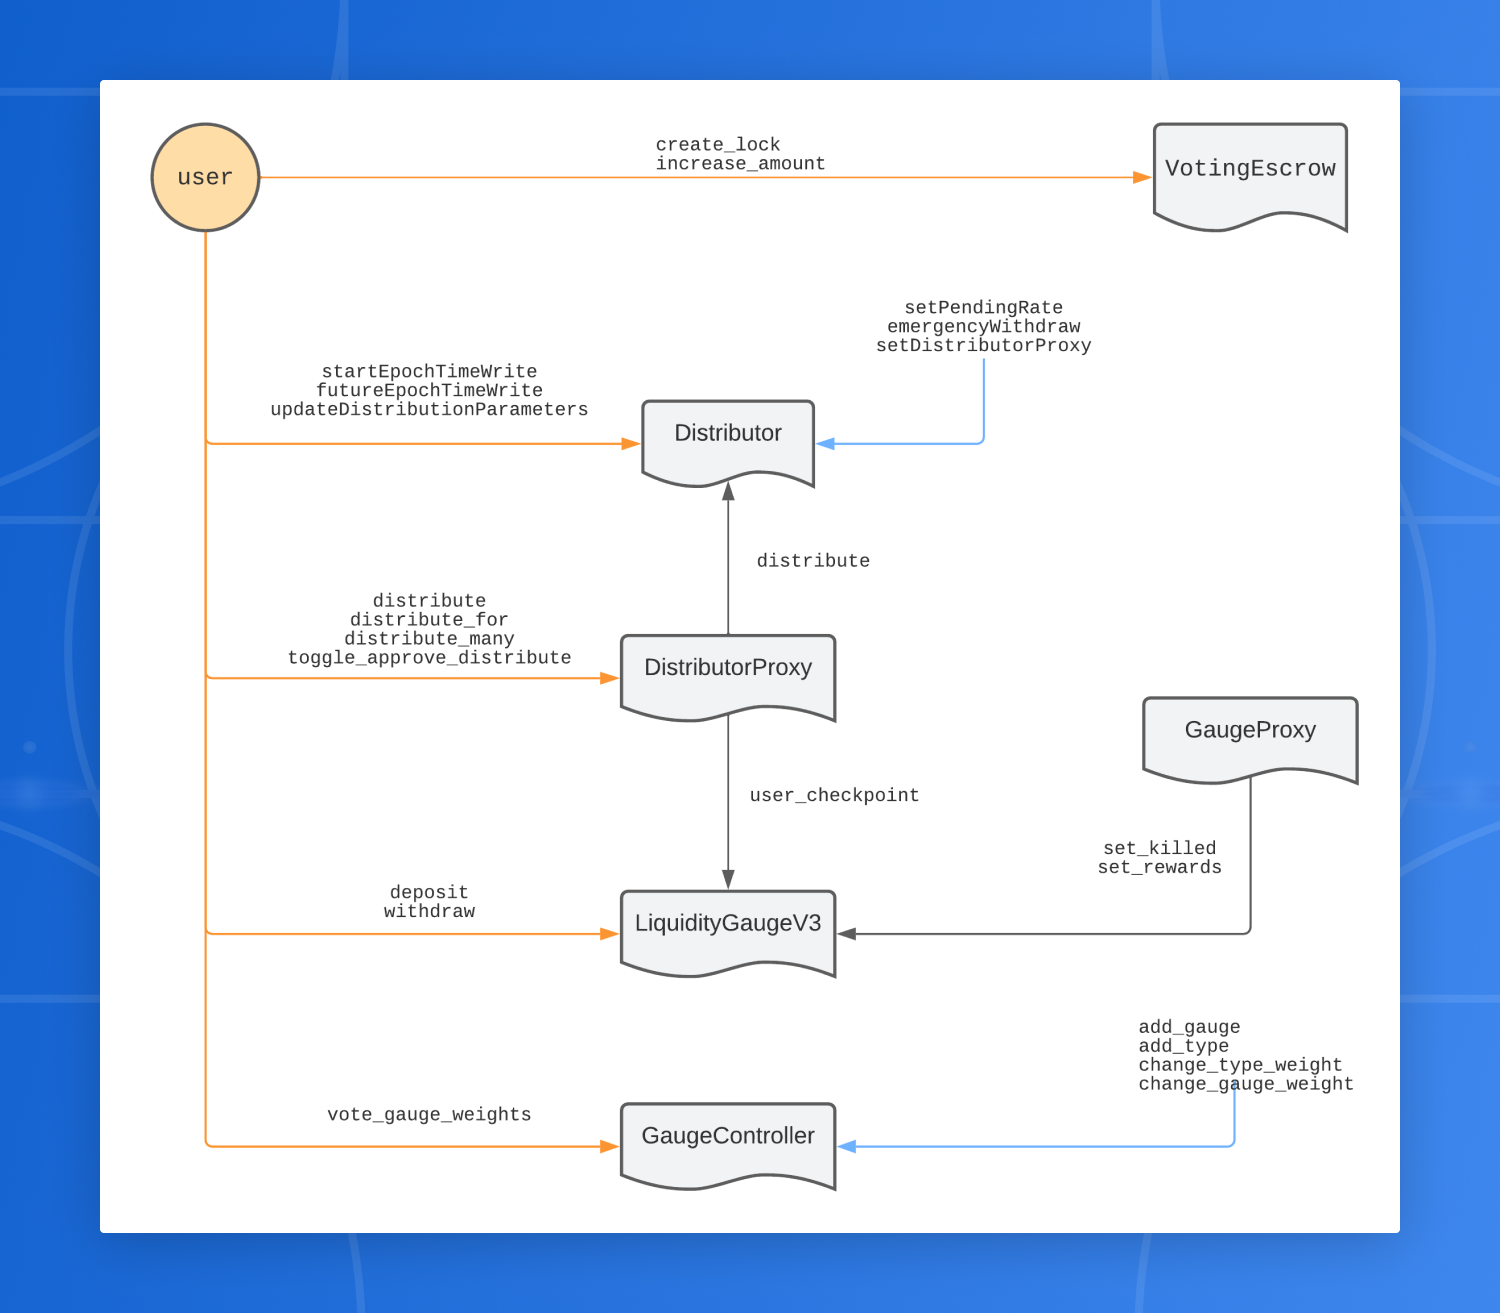 user
create_lock
increase_amount
VotingEscrow
setPendingRate
emergencyWithdraw
setDistributorProxy
startEpochTimeWrite
futureEpochTimeWrite
updateDistributionParameters
Distributor
distribute
distribute
distribute_for
distribute_many
toggle_approve_distribute
DistributorProxy
GaugeProxy
user_checkpoint
set_killed
set_rewards
deposit
withdraw
LiquidityGaugeV3
add_gauge
add_type
change_type_weight
change_gauge_weight
vote_gauge_weights
GaugeController